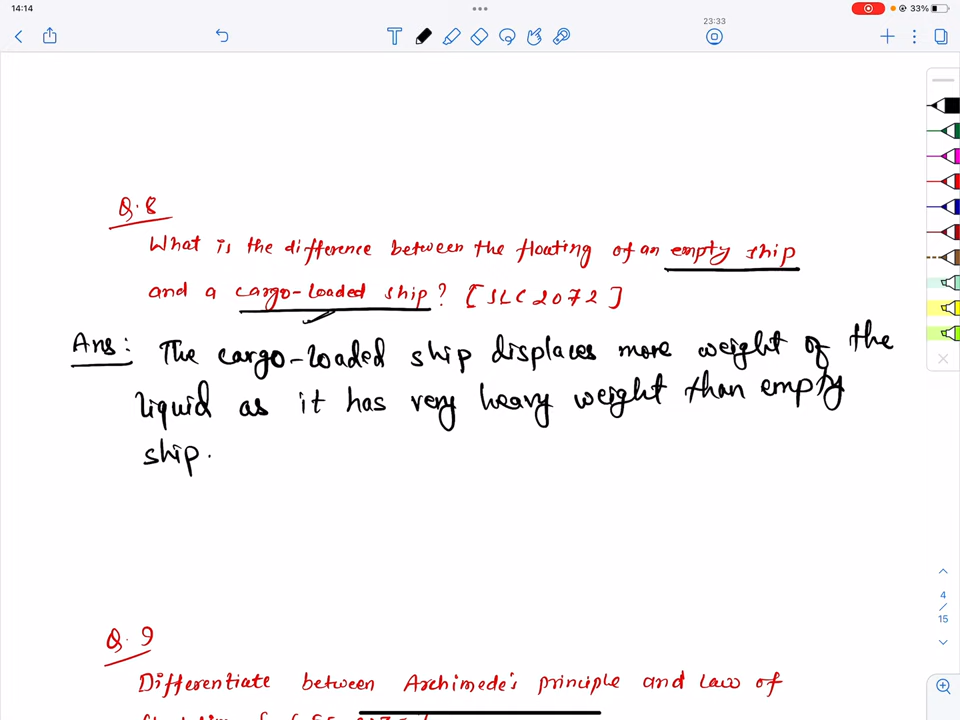 14:14
33%
23:33
Q.8
What is the difference between the floating of an empty ship
and a cargo-loaded ship? [SLC 2072]
Ans: The cargo-loaded ship displaces more weight of the
liquid as it has very heavy weight than empty
ship.
4
/
15
Q.9
Differentiate between Archimede's principle and Law of